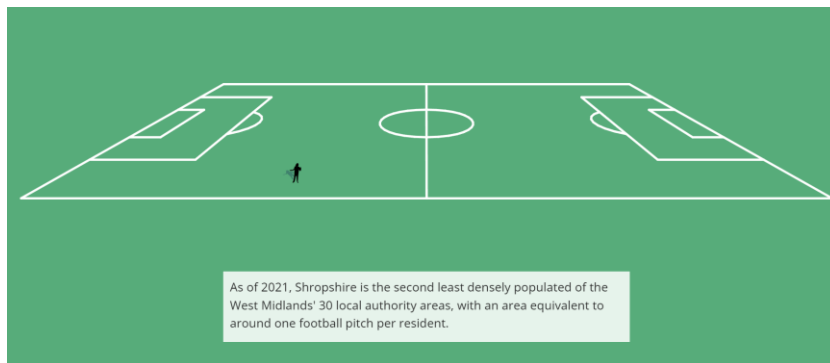 As of 2021, Shropshire is the second least densely populated of the
West Midlands' 30 local authority areas, with an area equivalent to
around one football pitch per resident.